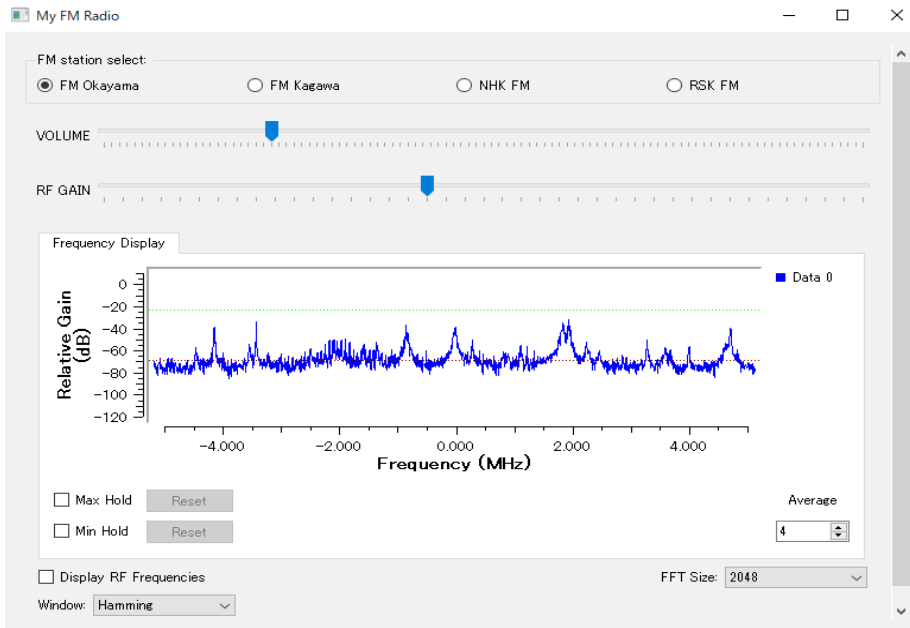 My FM Radio
FM station select:
FM Okayama FM Kagawa NHK FM RSK FM
VOLUME
RF GAIN
Frequency Display
Data 0
Relative Gain
(dB)
0
-20
-40
-60
-80
-100
-120
-4.000 -2.000 0.000 2.000 4.000
Frequency (MHz)
Max Hold Reset Average
Min Hold Reset 4
Display RF Frequencies FFT Size: 2048
Window: Hamming